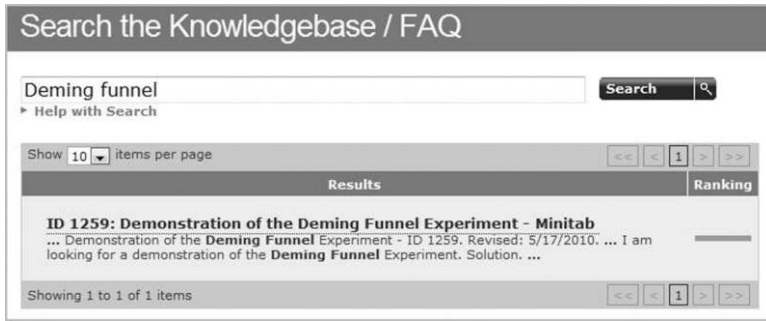 Search the Knowledgebase / FAQ
Deming funnel
Search
Help with Search
Show 10 items per page
<< < 1 > >>
Results Ranking
ID 1259: Demonstration of the Deming Funnel Experiment - Minitab
... Demonstration of the Deming Funnel Experiment - ID 1259. Revised: 5/17/2010. ... I am
looking for a demonstration of the Deming Funnel Experiment. Solution. ...
Showing 1 to 1 of 1 items
<< < 1 > >>